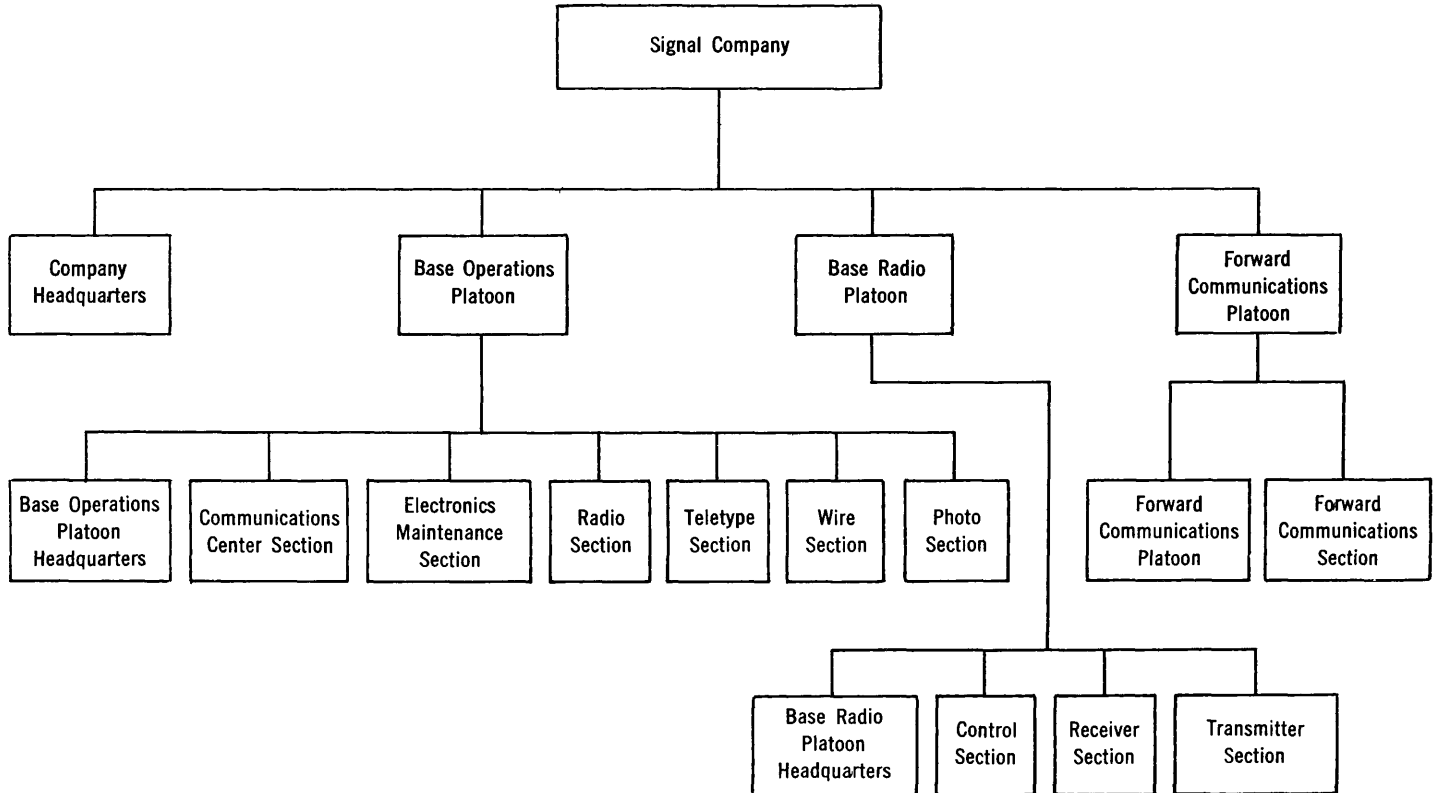 Signal Company
Company
Headquarters
Base Operations
Platoon
Base Radio
Platoon
Forward
Communications
Platoon
Base Operations
Platoon
Headquarters
Communications
Center Section
Electronics
Maintenance
Section
Radio
Section
Teletype
Section
Wire
Section
Photo
Section
Forward
Communications
Platoon
Forward
Communications
Section
Base Radio
Platoon
Headquarters
Control
Section
Receiver
Section
Transmitter
Section